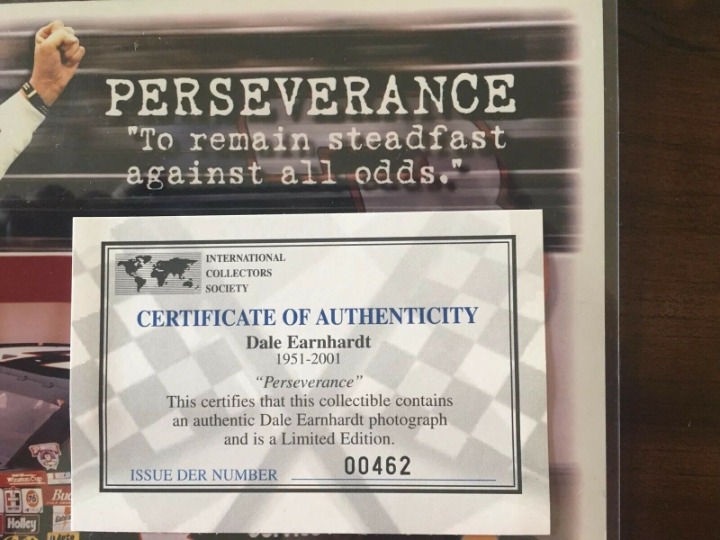 PERSEVERANCE
"To remain steadfast
against all odds."
INTERNATIONAL
COLLECTORS
SOCIETY
CERTIFICATE OF AUTHENTICITY
Dale Earnhardt
1951-2001
“Perseverance”
This certifies that this collectible contains
an authentic Dale Earnhardt photograph
and is a Limited Edition.
ISSUE DER NUMBER 00462
76
Bud
Holley